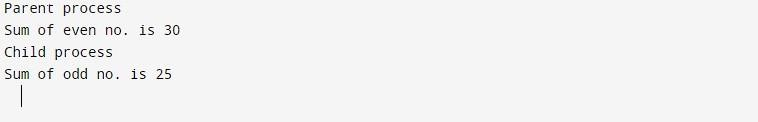 Parent process
Sum of even no. is 30
Child process
Sum of odd no. is 25